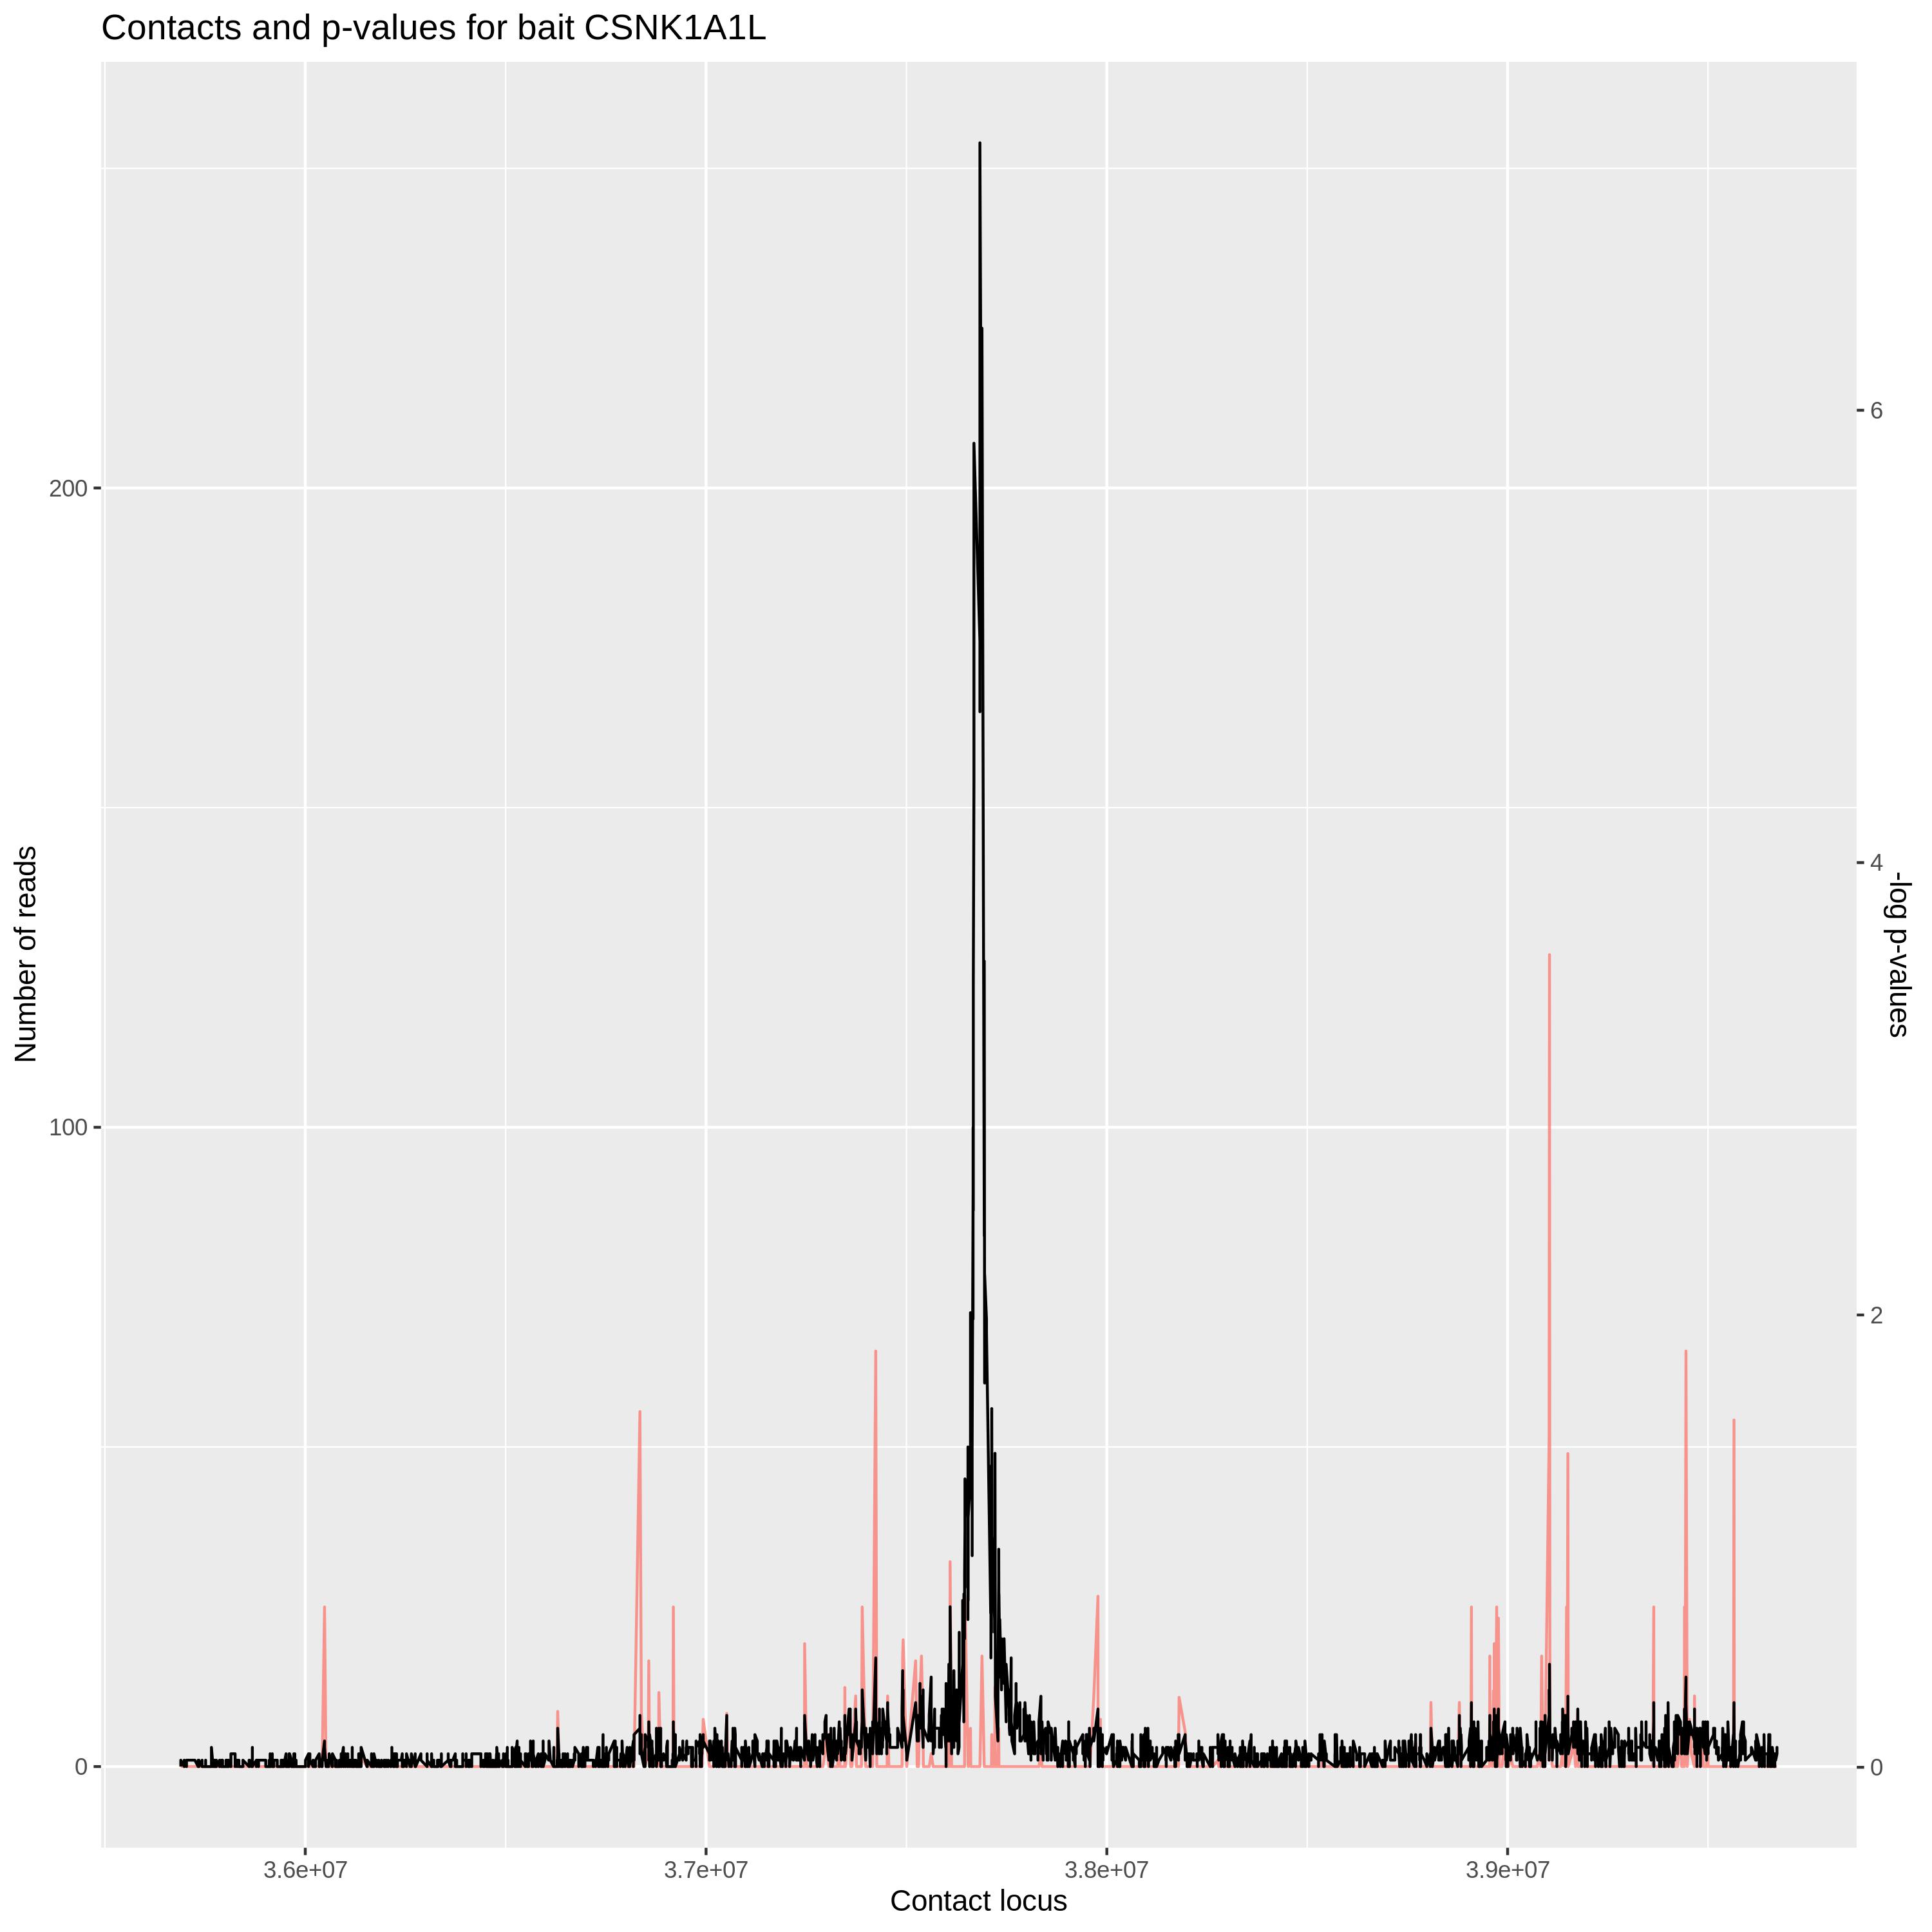 Contacts and p-values for bait CSNK1A1L
Number of reads
200
100
0
6
4
2
0
-log p-values
3.6e+07
3.7e+07
3.8e+07
3.9e+07
Contact locus